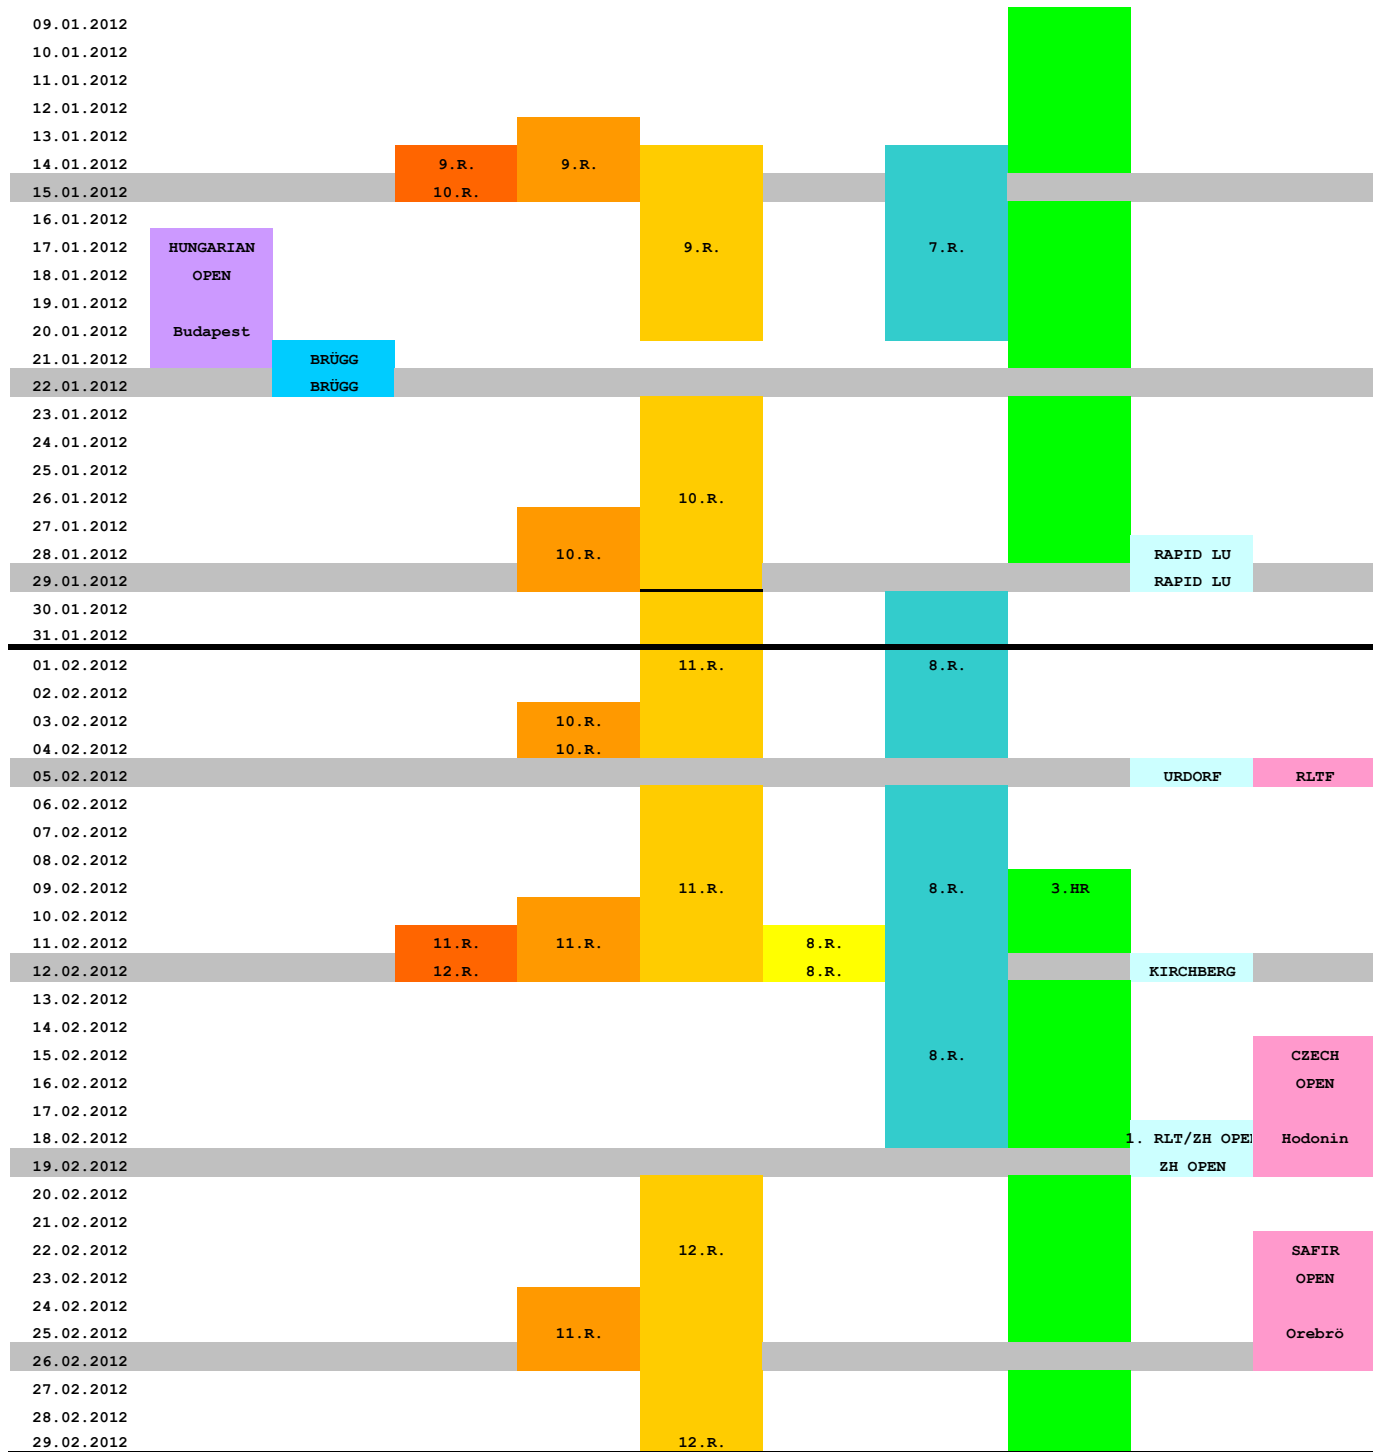 09.01.2012
10.01.2012
11.01.2012
12.01.2012
13.01.2012
14.01.2012 9.R. 9.R.
15.01.2012 10.R.
16.01.2012
17.01.2012 HUNGARIAN 9.R. 7.R.
18.01.2012 OPEN
19.01.2012
20.01.2012 Budapest
21.01.2012 BRÜGG
22.01.2012 BRÜGG
23.01.2012
24.01.2012
25.01.2012
26.01.2012 10.R.
27.01.2012
28.01.2012 10.R. RAPID LU
29.01.2012 RAPID LU
30.01.2012
31.01.2012
01.02.2012 11.R. 8.R.
02.02.2012
03.02.2012 10.R.
04.02.2012 10.R.
05.02.2012 URDORF RLTF
06.02.2012
07.02.2012
08.02.2012
09.02.2012 11.R. 8.R. 3.HR
10.02.2012
11.02.2012 11.R. 11.R. 8.R.
12.02.2012 12.R. 8.R. KIRCHBERG
13.02.2012
14.02.2012
15.02.2012 8.R. CZECH
16.02.2012 OPEN
17.02.2012
18.02.2012 1. RLT/ZH OPE Hodonin
19.02.2012 ZH OPEN
20.02.2012
21.02.2012
22.02.2012 12.R. SAFIR
23.02.2012 OPEN
24.02.2012
25.02.2012 11.R. Orebrö
26.02.2012
27.02.2012
28.02.2012
29.02.2012 12.R.